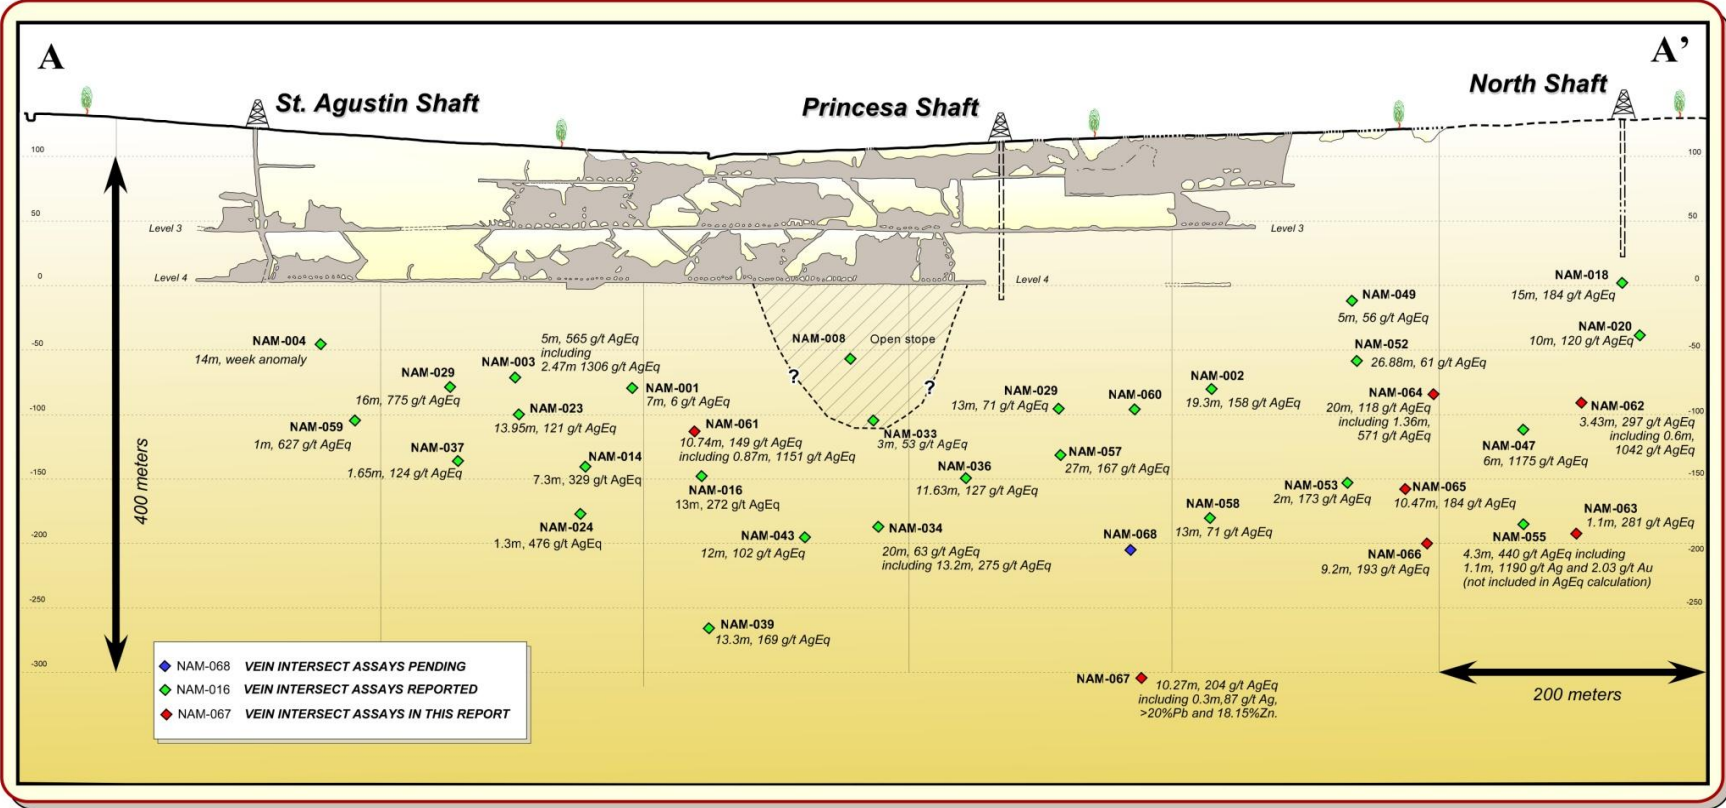 A
A’
St. Agustin Shaft
Princesa Shaft
North Shaft
100
100
50
50
Level 3
Level 3
Level 4
Level 4
0
0
NAM-018
15m, 184 g/t AgEq
NAM-049
5m, 56 g/t AgEq
NAM-020
10m, 120 g/t AgEq
NAM-004
14m, week anomaly
5m, 565 g/t AgEq
including
2.47m 1306 g/t AgEq
NAM-008
Open stope
NAM-052
26.88m, 61 g/t AgEq
-50
-50
NAM-003
NAM-029
16m, 775 g/t AgEq
NAM-001
7m, 6 g/t AgEq
?
?
NAM-029
13m, 71 g/t AgEq
NAM-060
NAM-002
19.3m, 158 g/t AgEq
NAM-064
20m, 118 g/t AgEq
including 1.36m,
571 g/t AgEq
NAM-062
3.43m, 297 g/t AgEq
including 0.6m,
1042 g/t AgEq
-100
-100
NAM-059
1m, 627 g/t AgEq
NAM-023
13.95m, 121 g/t AgEq
NAM-061
10.74m, 149 g/t AgEq
including 0.87m, 1151 g/t AgEq
NAM-033
3m, 53 g/t AgEq
NAM-037
1.65m, 124 g/t AgEq
NAM-014
7.3m, 329 g/t AgEq
NAM-057
27m, 167 g/t AgEq
NAM-047
6m, 1175 g/t AgEq
-150
-150
NAM-016
13m, 272 g/t AgEq
NAM-036
11.63m, 127 g/t AgEq
NAM-053
2m, 173 g/t AgEq
NAM-065
10.47m, 184 g/t AgEq
NAM-024
1.3m, 476 g/t AgEq
NAM-043
12m, 102 g/t AgEq
NAM-034
20m, 63 g/t AgEq
including 13.2m, 275 g/t AgEq
NAM-058
13m, 71 g/t AgEq
NAM-068
NAM-063
1.1m, 281 g/t AgEq
NAM-055
4.3m, 440 g/t AgEq including
1.1m, 1190 g/t Ag and 2.03 g/t Au
(not included in AgEq calculation)
NAM-066
9.2m, 193 g/t AgEq
-200
-200
-250
-250
NAM-039
13.3m, 169 g/t AgEq
-300
NAM-067
10.27m, 204 g/t AgEq
including 0.3m,87 g/t Ag,
>20%Pb and 18.15%Zn.
400 meters
200 meters
NAM-068 VEIN INTERSECT ASSAYS PENDING
NAM-016 VEIN INTERSECT ASSAYS REPORTED
NAM-067 VEIN INTERSECT ASSAYS IN THIS REPORT